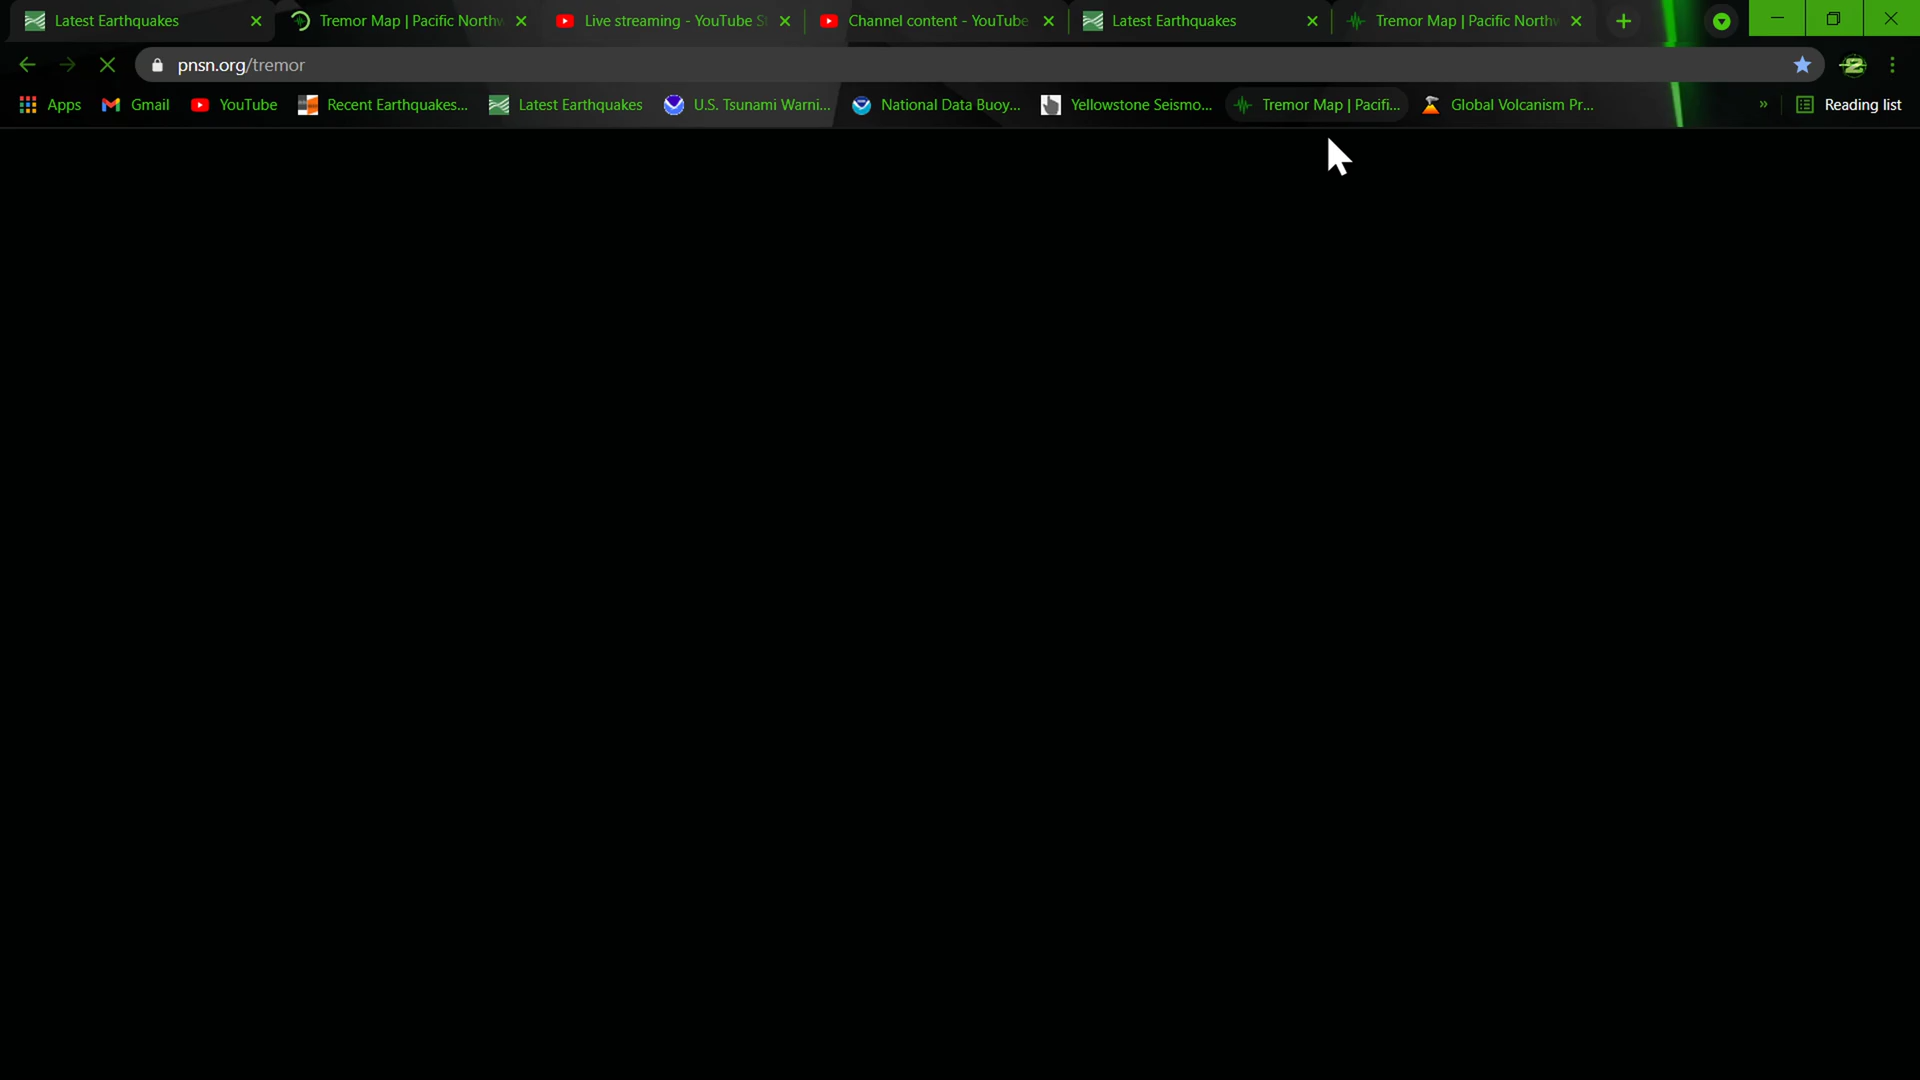 Latest Earthquakes Tremor Map | Pacific Northw Live streaming - YouTube S Channel content - YouTube Latest Earthquakes Tremor Map | Pacific Northw
pnsn.org/tremor
Apps Gmail YouTube Recent Earthquakes... Latest Earthquakes U.S. Tsunami Warni... National Data Buoy... Yellowstone Seismo... Tremor Map | Pacifi... Global Volcanism Pr... » Reading list